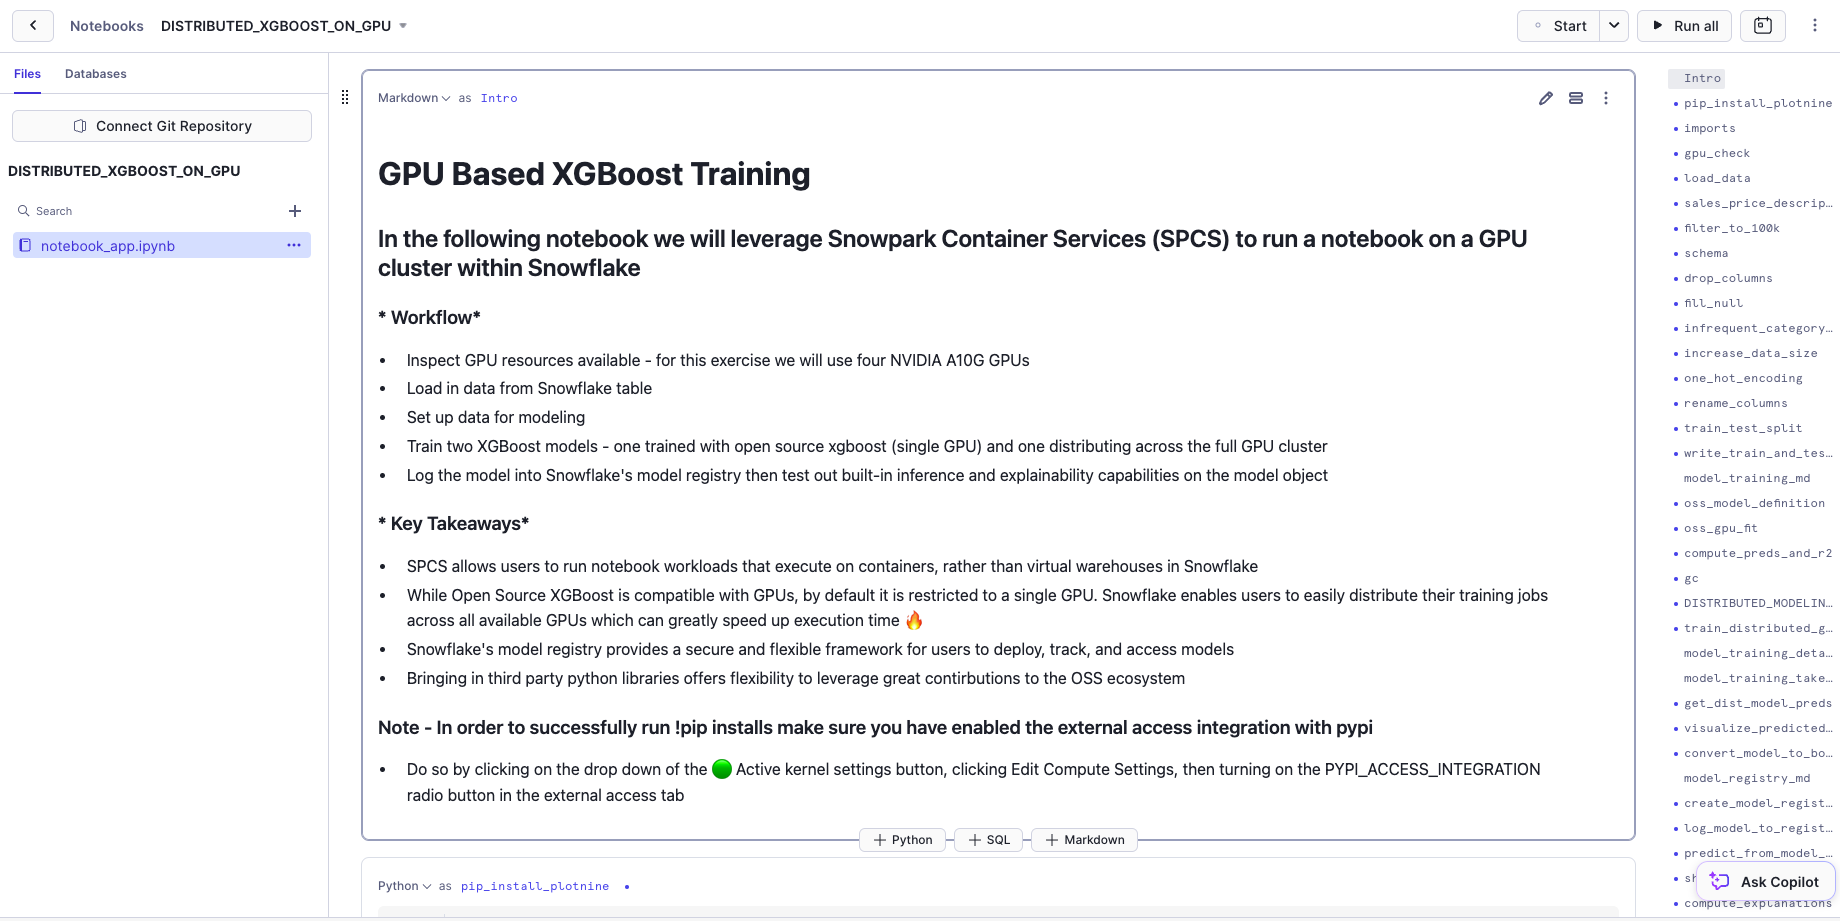 Notebooks DISTRIBUTED_XGBOOST_ON_GPU
Start
Run all
Files Databases
Connect Git Repository
DISTRIBUTED_XGBOOST_ON_GPU
Search
notebook_app.ipynb
Markdown as Intro
GPU Based XGBoost Training
In the following notebook we will leverage Snowpark Container Services (SPCS) to run a notebook on a GPU
cluster within Snowflake
* Workflow*
• Inspect GPU resources available - for this exercise we will use four NVIDIA A10G GPUs
• Load in data from Snowflake table
• Set up data for modeling
• Train two XGBoost models - one trained with open source xgboost (single GPU) and one distributing across the full GPU cluster
• Log the model into Snowflake's model registry then test out built-in inference and explainability capabilities on the model object
* Key Takeaways*
• SPCS allows users to run notebook workloads that execute on containers, rather than virtual warehouses in Snowflake
• While Open Source XGBoost is compatible with GPUs, by default it is restricted to a single GPU. Snowflake enables users to easily distribute their training jobs
across all available GPUs which can greatly speed up execution time 🔥
• Snowflake's model registry provides a secure and flexible framework for users to deploy, track, and access models
• Bringing in third party python libraries offers flexibility to leverage great contirbutions to the OSS ecosystem
Note - In order to successfully run !pip installs make sure you have enabled the external access integration with pypi
• Do so by clicking on the drop down of the 🟢 Active kernel settings button, clicking Edit Compute Settings, then turning on the PYPI_ACCESS_INTEGRATION
radio button in the external access tab
+ Python + SQL + Markdown
Python as pip_install_plotnine
Intro
pip_install_plotnine
imports
gpu_check
load_data
sales_price_descrip…
filter_to_100k
schema
drop_columns
fill_null
infrequent_category…
increase_data_size
one_hot_encoding
rename_columns
train_test_split
write_train_and_tes…
model_training_md
oss_model_definition
oss_gpu_fit
compute_preds_and_r2
gc
DISTRIBUTED_MODELIN…
train_distributed_g…
model_training_deta…
model_training_take…
get_dist_model_preds
visualize_predicted…
convert_model_to_bo…
model_registry_md
create_model_regist…
log_model_to_regist…
predict_from_model_…
Ask Copilot
compute_explanations